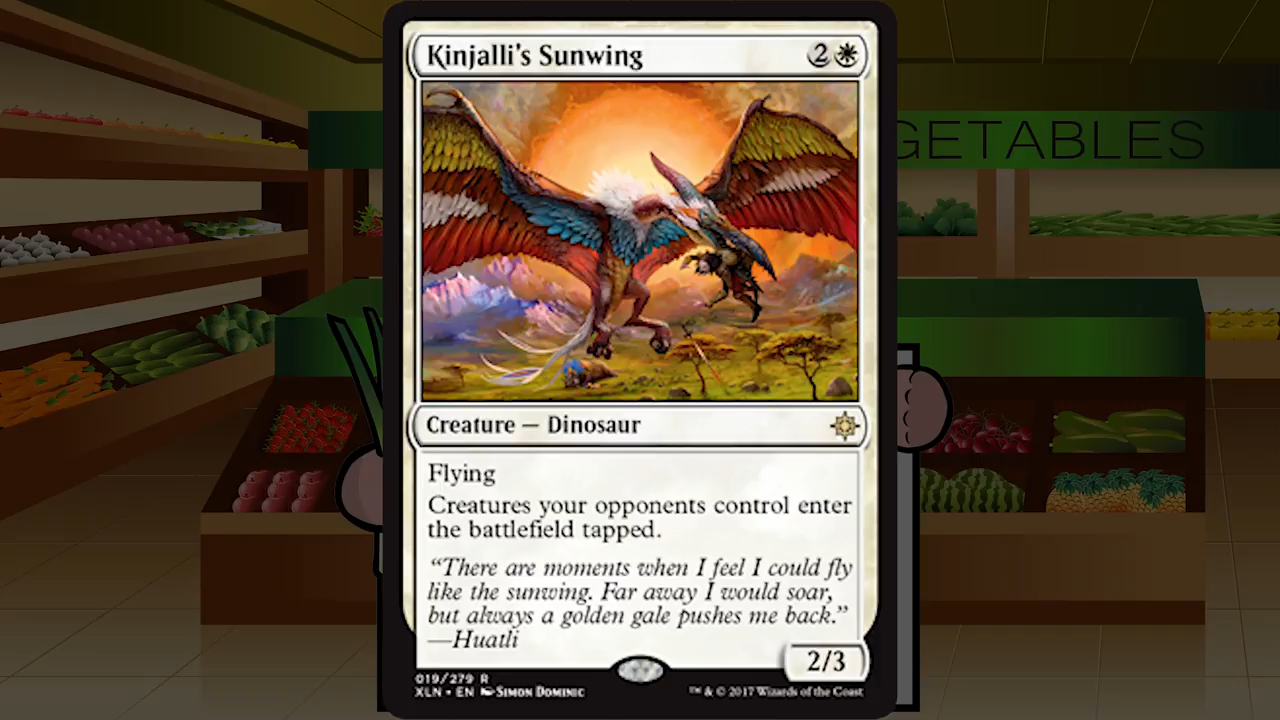 Kinjalli's Sunwing 2
GETABLES
Creature — Dinosaur
Flying
Creatures your opponents control enter
the battlefield tapped.
“There are moments when I feel I could fly
like the sunwing. Far away I would soar,
but always a golden gale pushes me back.”
—Huatli
2/3
019/279 R
XLN • EN Simon Dominic
™ & © 2017 Wizards of the Coast